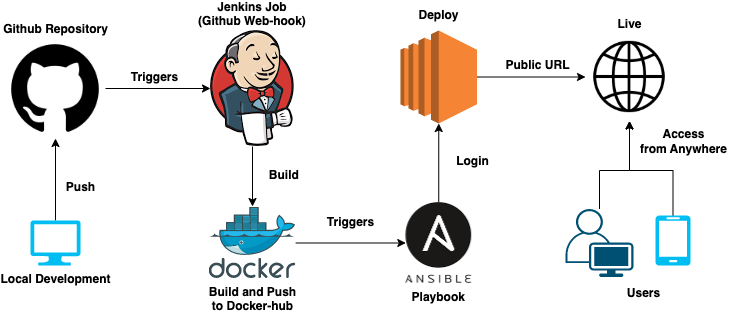 Jenkins Job
(Github Web-hook)
Deploy
Live
Github Repository
Triggers
Public URL
Push
Build
Login
Access
from Anywhere
Triggers
docker
ANSIBLE
Local Development
Build and Push
to Docker-hub
Playbook
Users